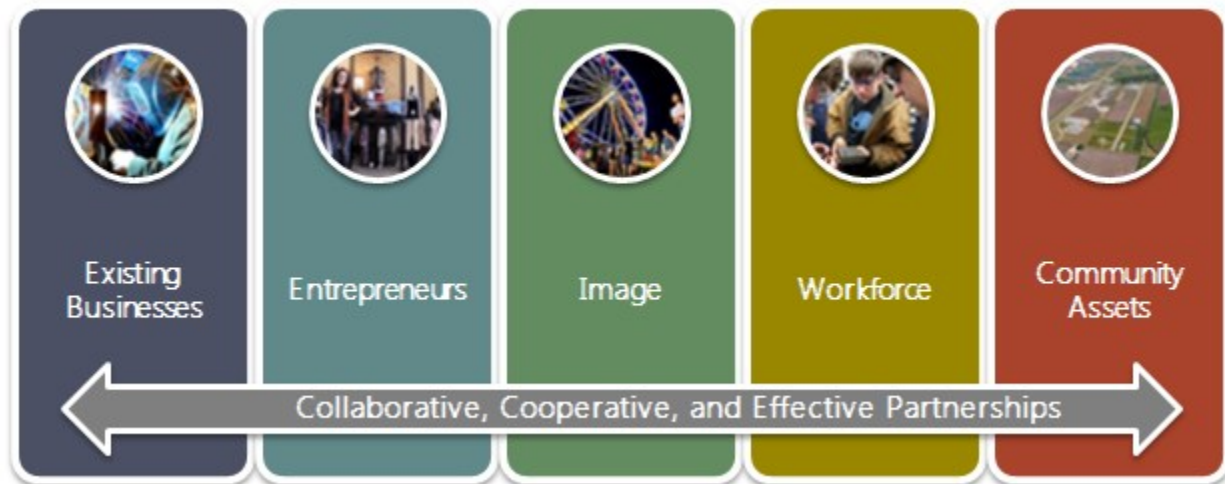 Existing
Businesses
Entrepreneurs
Image
Workforce
Community
Assets
Collaborative, Cooperative, and Effective Partnerships